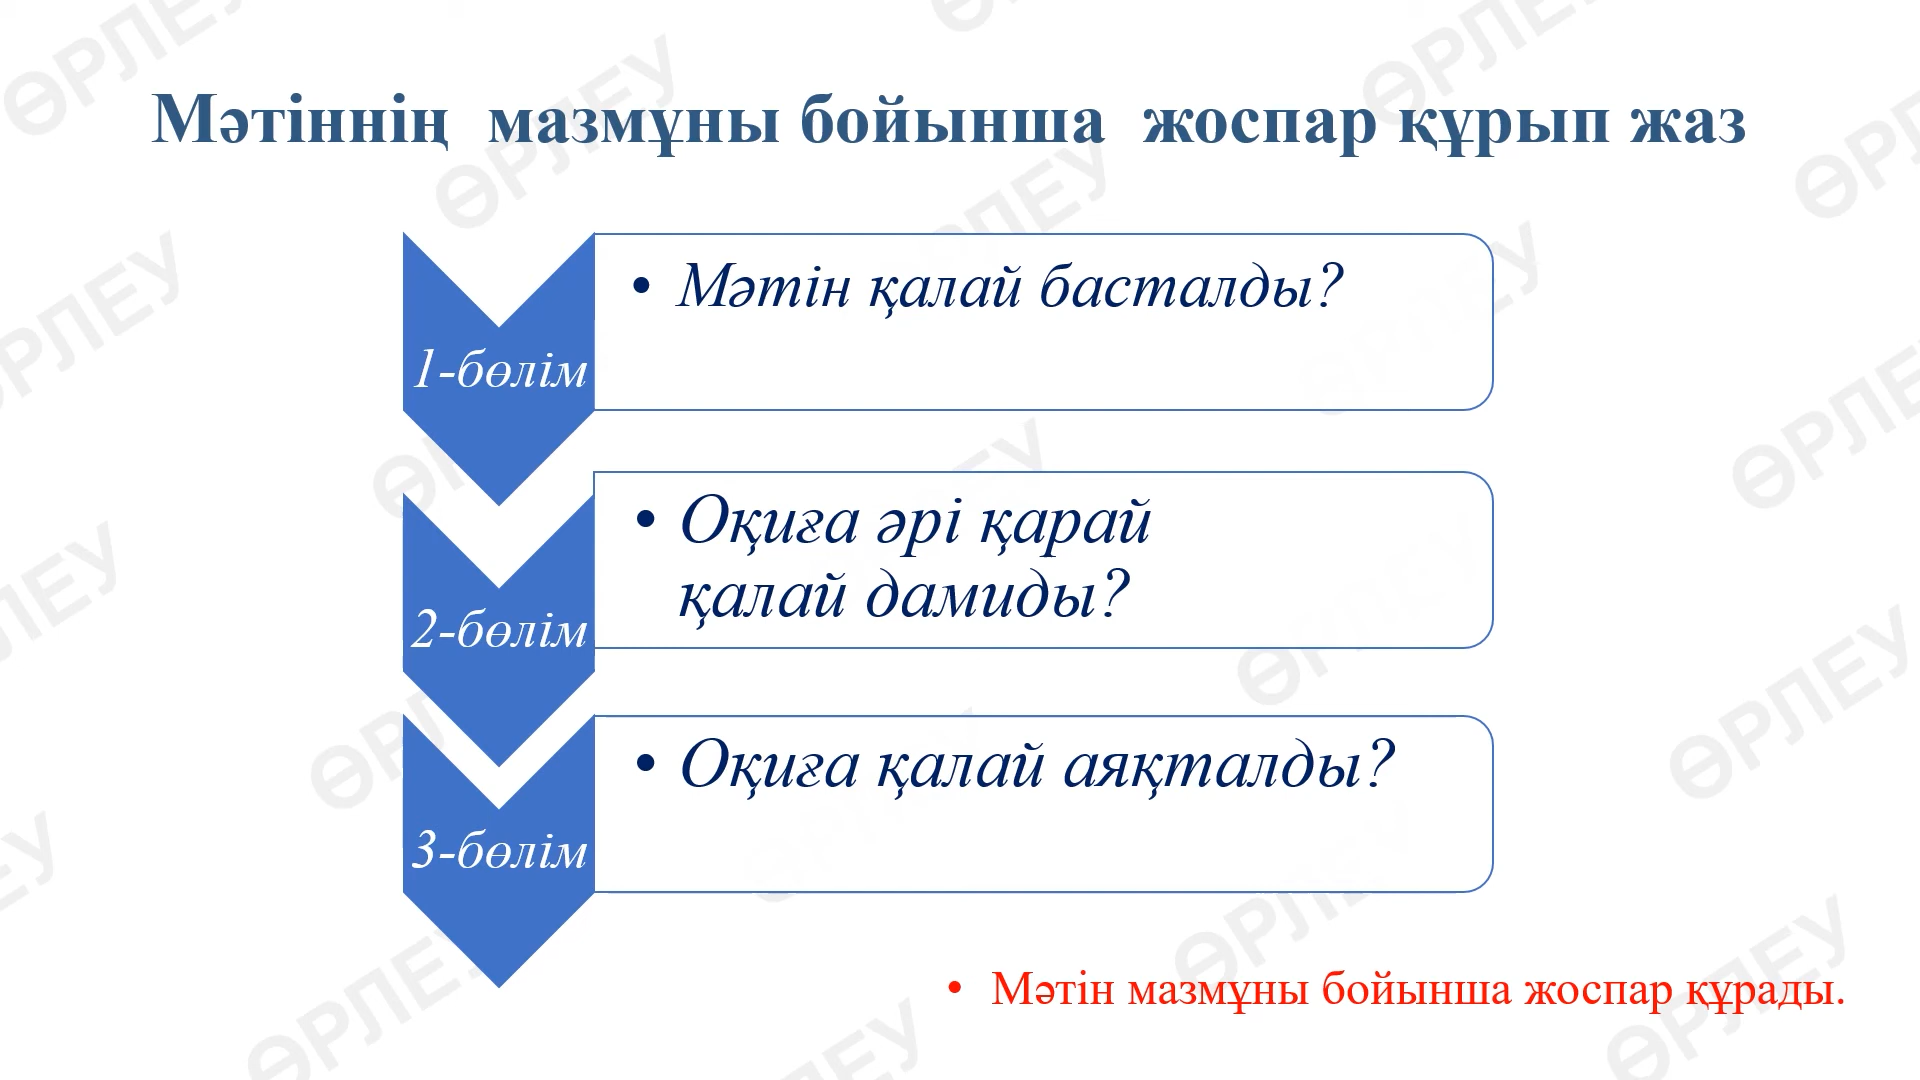 Мәтіннің мазмұны бойынша жоспар құрып жаз
1-бөлім
• Мәтін қалай басталды?
2-бөлім
• Оқиға әрі қарай
қалай дамиды?
3-бөлім
• Оқиға қалай аяқталды?
• Мәтін мазмұны бойынша жоспар құрады.
ӨРЛЕУ